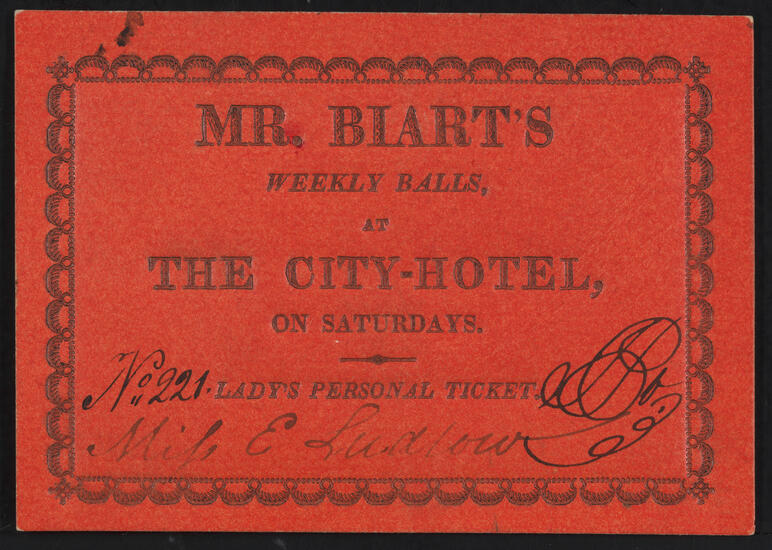 MR. BIART'S
WEEKLY BALLS,
AT
THE CITY-HOTEL,
ON SATURDAYS.
No. 221. LADY'S PERSONAL TICKET.
Miſs E Ludlow